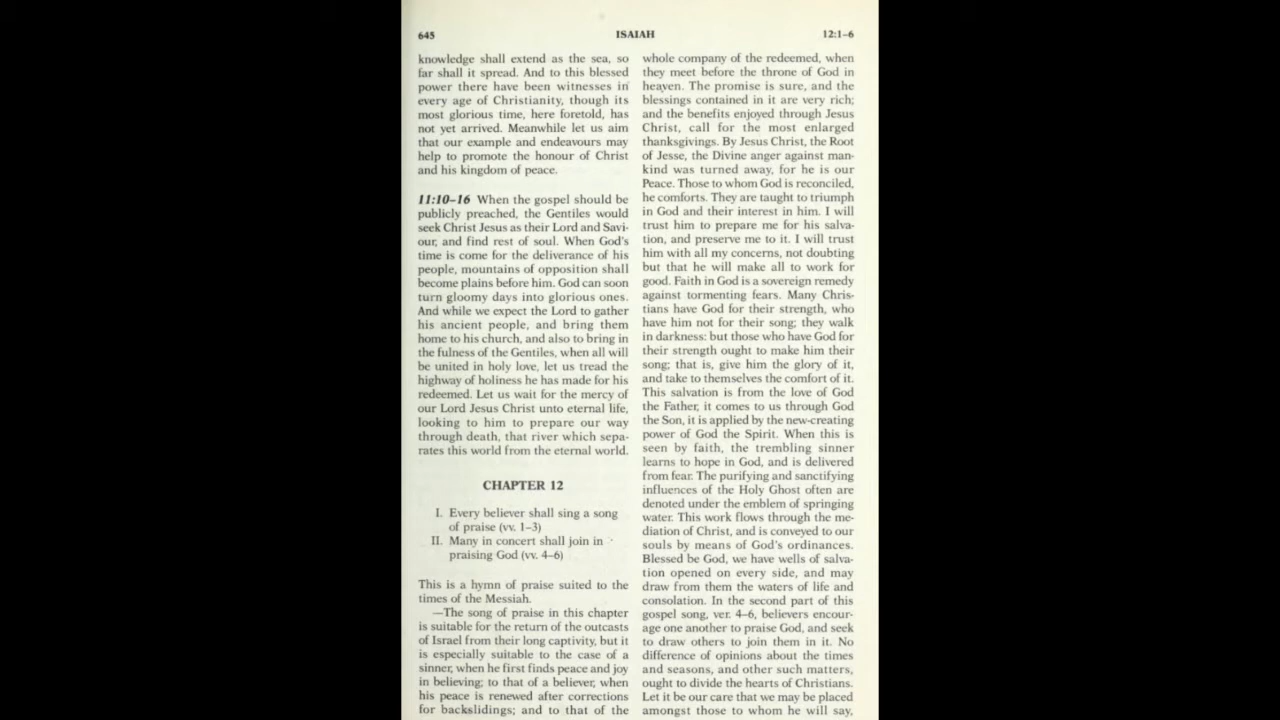 645 ISAIAH 12:1–6
knowledge shall extend as the sea, so
far shall it spread. And to this blessed
power there have been witnesses in
every age of Christianity, though its
most glorious time, here foretold, has
not yet arrived. Meanwhile let us aim
that our example and endeavours may
help to promote the honour of Christ
and his kingdom of peace.
11:10–16 When the gospel should be
publicly preached, the Gentiles would
seek Christ Jesus as their Lord and Savi-
our, and find rest of soul. When God's
time is come for the deliverance of his
people, mountains of opposition shall
become plains before him. God can soon
turn gloomy days into glorious ones.
And while we expect the Lord to gather
his ancient people, and bring them
home to his church, and also to bring in
the fulness of the Gentiles, when all will
be united in holy love, let us tread the
highway of holiness he has made for his
redeemed. Let us wait for the mercy of
our Lord Jesus Christ unto eternal life,
looking to him to prepare our way
through death, that river which sepa-
rates this world from the eternal world.
CHAPTER 12
I. Every believer shall sing a song
of praise (vv. 1–3)
II. Many in concert shall join in
praising God (vv. 4–6)
This is a hymn of praise suited to the
times of the Messiah.
—The song of praise in this chapter
is suitable for the return of the outcasts
of Israel from their long captivity, but it
is especially suitable to the case of a
sinner, when he first finds peace and joy
in believing; to that of a believer, when
his peace is renewed after corrections
for backslidings; and to that of the
whole company of the redeemed, when
they meet before the throne of God in
heaven. The promise is sure, and the
blessings contained in it are very rich;
and the benefits enjoyed through Jesus
Christ, call for the most enlarged
thanksgivings. By Jesus Christ, the Root
of Jesse, the Divine anger against man-
kind was turned away, for he is our
Peace. Those to whom God is reconciled,
he comforts. They are taught to triumph
in God and their interest in him. I will
trust him to prepare me for his salva-
tion, and preserve me to it. I will trust
him with all my concerns, not doubting
but that he will make all to work for
good. Faith in God is a sovereign remedy
against tormenting fears. Many Chris-
tians have God for their strength, who
have him not for their song; they walk
in darkness: but those who have God for
their strength ought to make him their
song; that is, give him the glory of it,
and take to themselves the comfort of it.
This salvation is from the love of God
the Father, it comes to us through God
the Son, it is applied by the new-creating
power of God the Spirit. When this is
seen by faith, the trembling sinner
learns to hope in God, and is delivered
from fear. The purifying and sanctifying
influences of the Holy Ghost often are
denoted under the emblem of springing
water. This work flows through the me-
diation of Christ, and is conveyed to our
souls by means of God's ordinances.
Blessed be God, we have wells of salva-
tion opened on every side, and may
draw from them the waters of life and
consolation. In the second part of this
gospel song, ver. 4–6, believers encour-
age one another to praise God, and seek
to draw others to join them in it. No
difference of opinions about the times
and seasons, and other such matters,
ought to divide the hearts of Christians.
Let it be our care that we may be placed
amongst those to whom he will say,